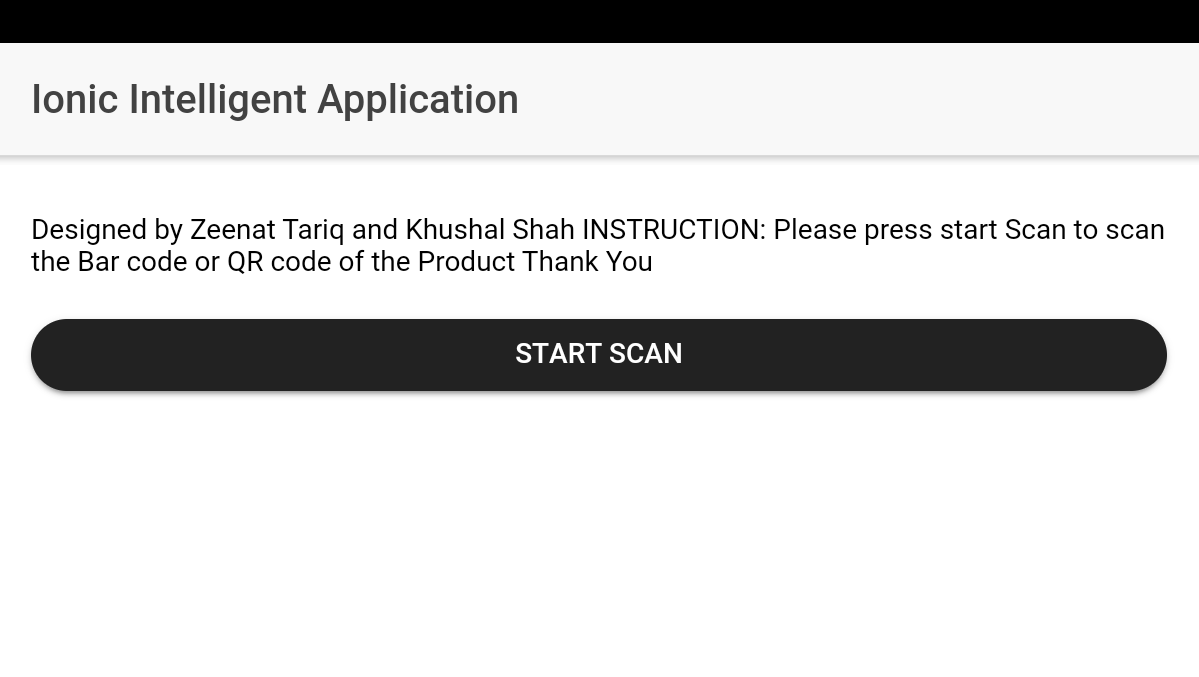 Ionic Intelligent Application
Designed by Zeenat Tariq and Khushal Shah INSTRUCTION: Please press start Scan to scan
the Bar code or QR code of the Product Thank You
START SCAN